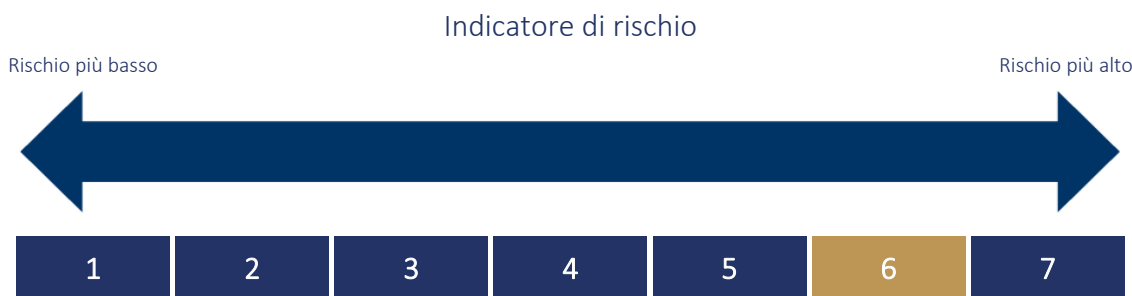 Indicatore di rischio
Rischio più basso Rischio più alto
1 2 3 4 5 6 7